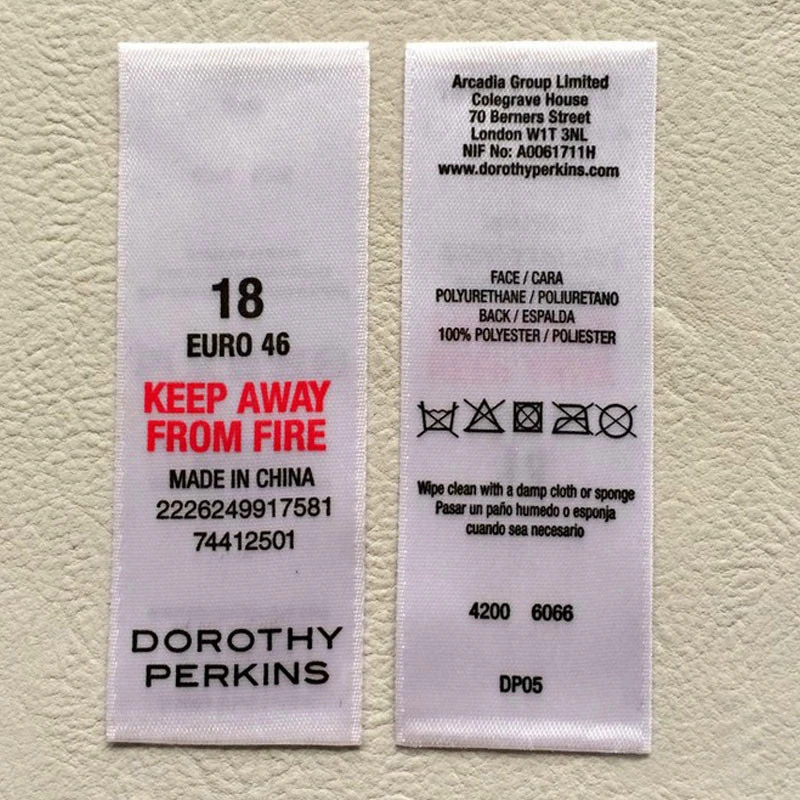 18
EURO 46
KEEP AWAY
FROM FIRE
MADE IN CHINA
2226249917581
74412501
DOROTHY
PERKINS
Arcadia Group Limited
Colegrave House
70 Berners Street
London W1T 3NL
NIF No: A0061711H
www.dorothyperkins.com
FACE / CARA
POLYURETHANE / POLIURETANO
BACK / ESPALDA
100% POLYESTER / POLIESTER
Wipe clean with a damp cloth or sponge
Pasar un paño humedo o esponja
cuando sea necesario
4200 6066
DP05